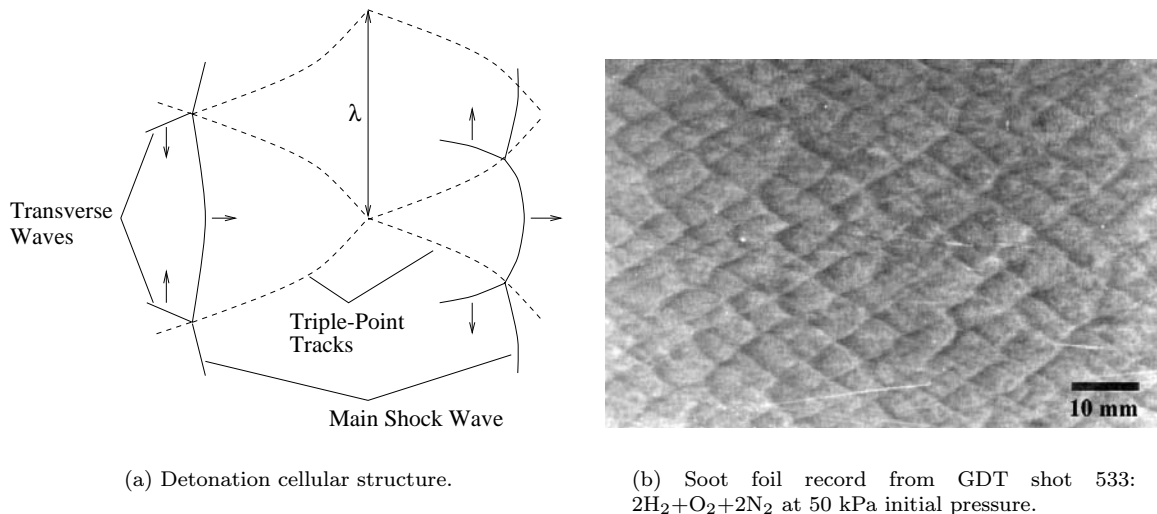 λ
Transverse
Waves
Triple-Point
Tracks
Main Shock Wave
10 mm
(a) Detonation cellular structure.
(b) Soot foil record from GDT shot 533:
2H₂+O₂+2N₂ at 50 kPa initial pressure.